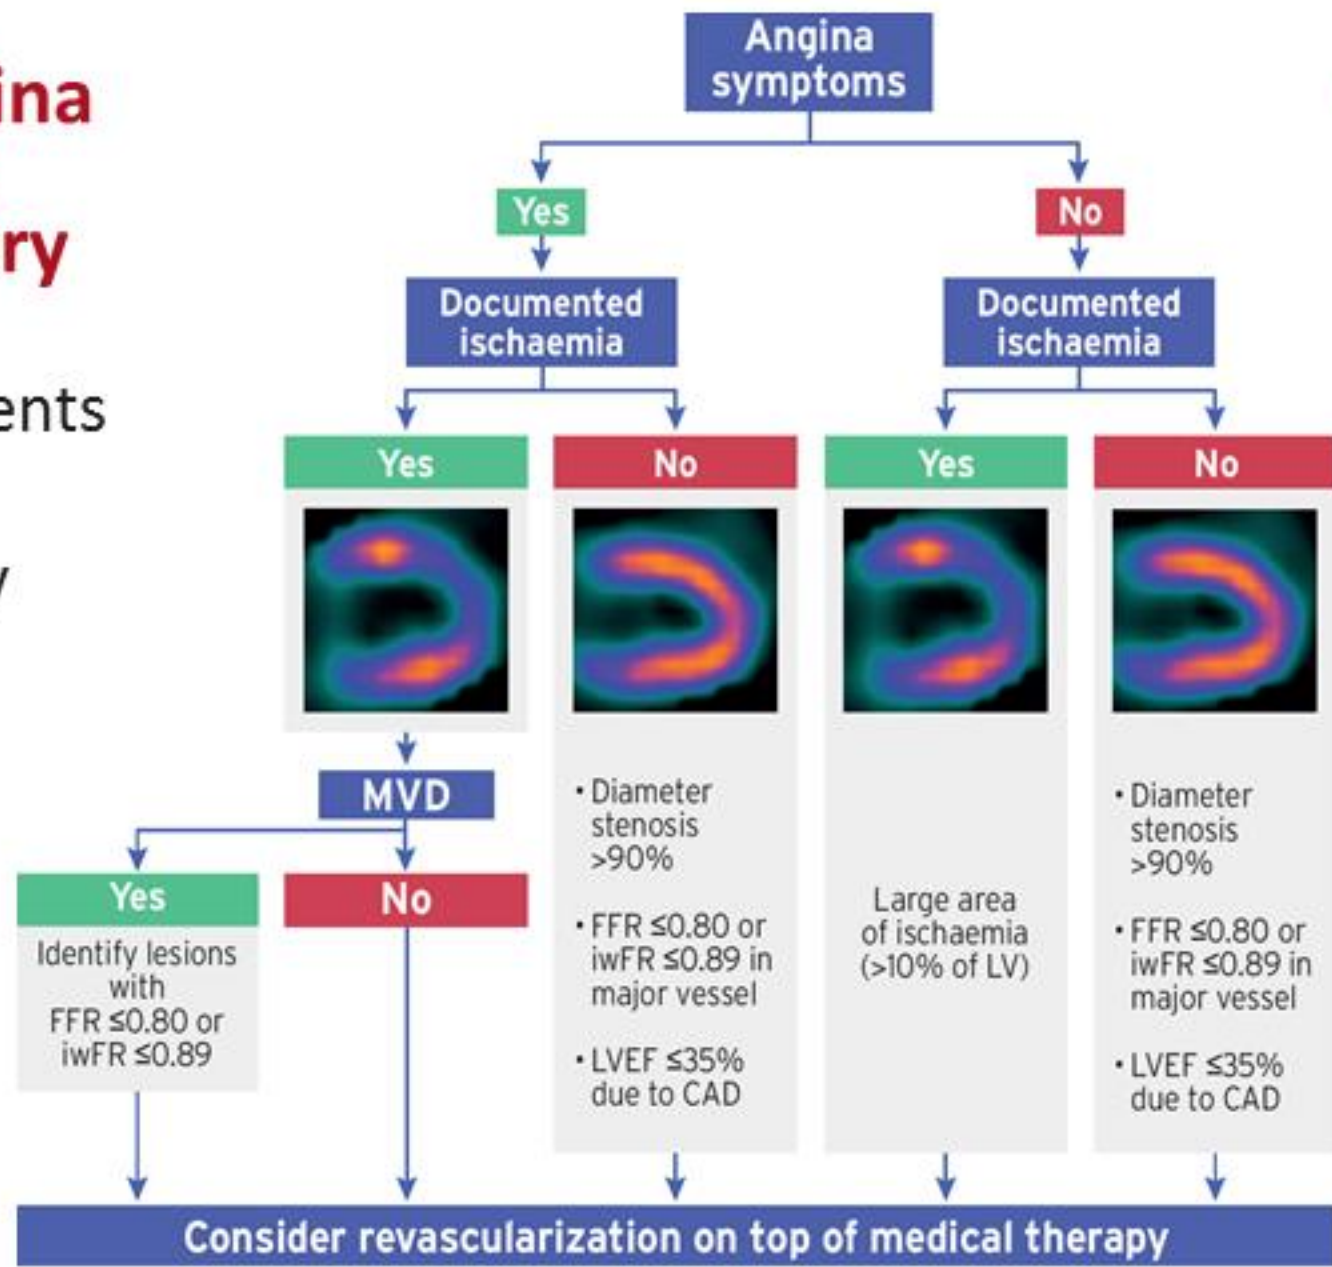 ina
ry
ents
y
Angina
symptoms
Yes
No
Documented
ischaemia
Documented
ischaemia
Yes
No
Yes
No
MVD
Yes
No
Identify lesions
with
FFR ≤0.80 or
iwFR ≤0.89
• Diameter
stenosis
>90%
• FFR ≤0.80 or
iwFR ≤0.89 in
major vessel
• LVEF ≤35%
due to CAD
Large area
of ischaemia
(>10% of LV)
• Diameter
stenosis
>90%
• FFR ≤0.80 or
iwFR ≤0.89 in
major vessel
• LVEF ≤35%
due to CAD
Consider revascularization on top of medical therapy